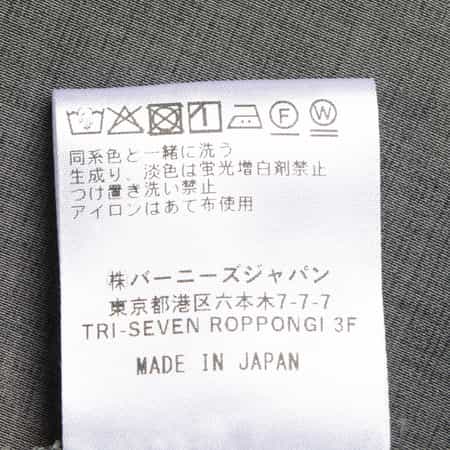 F W
同系色と一緒に洗う
生成り、淡色は蛍光増白剤禁止
つけ置き洗い禁止
アイロンはあて布使用
株バーニーズジャパン
東京都港区六本木7-7-7
TRI-SEVEN ROPPONGI 3F
MADE IN JAPAN